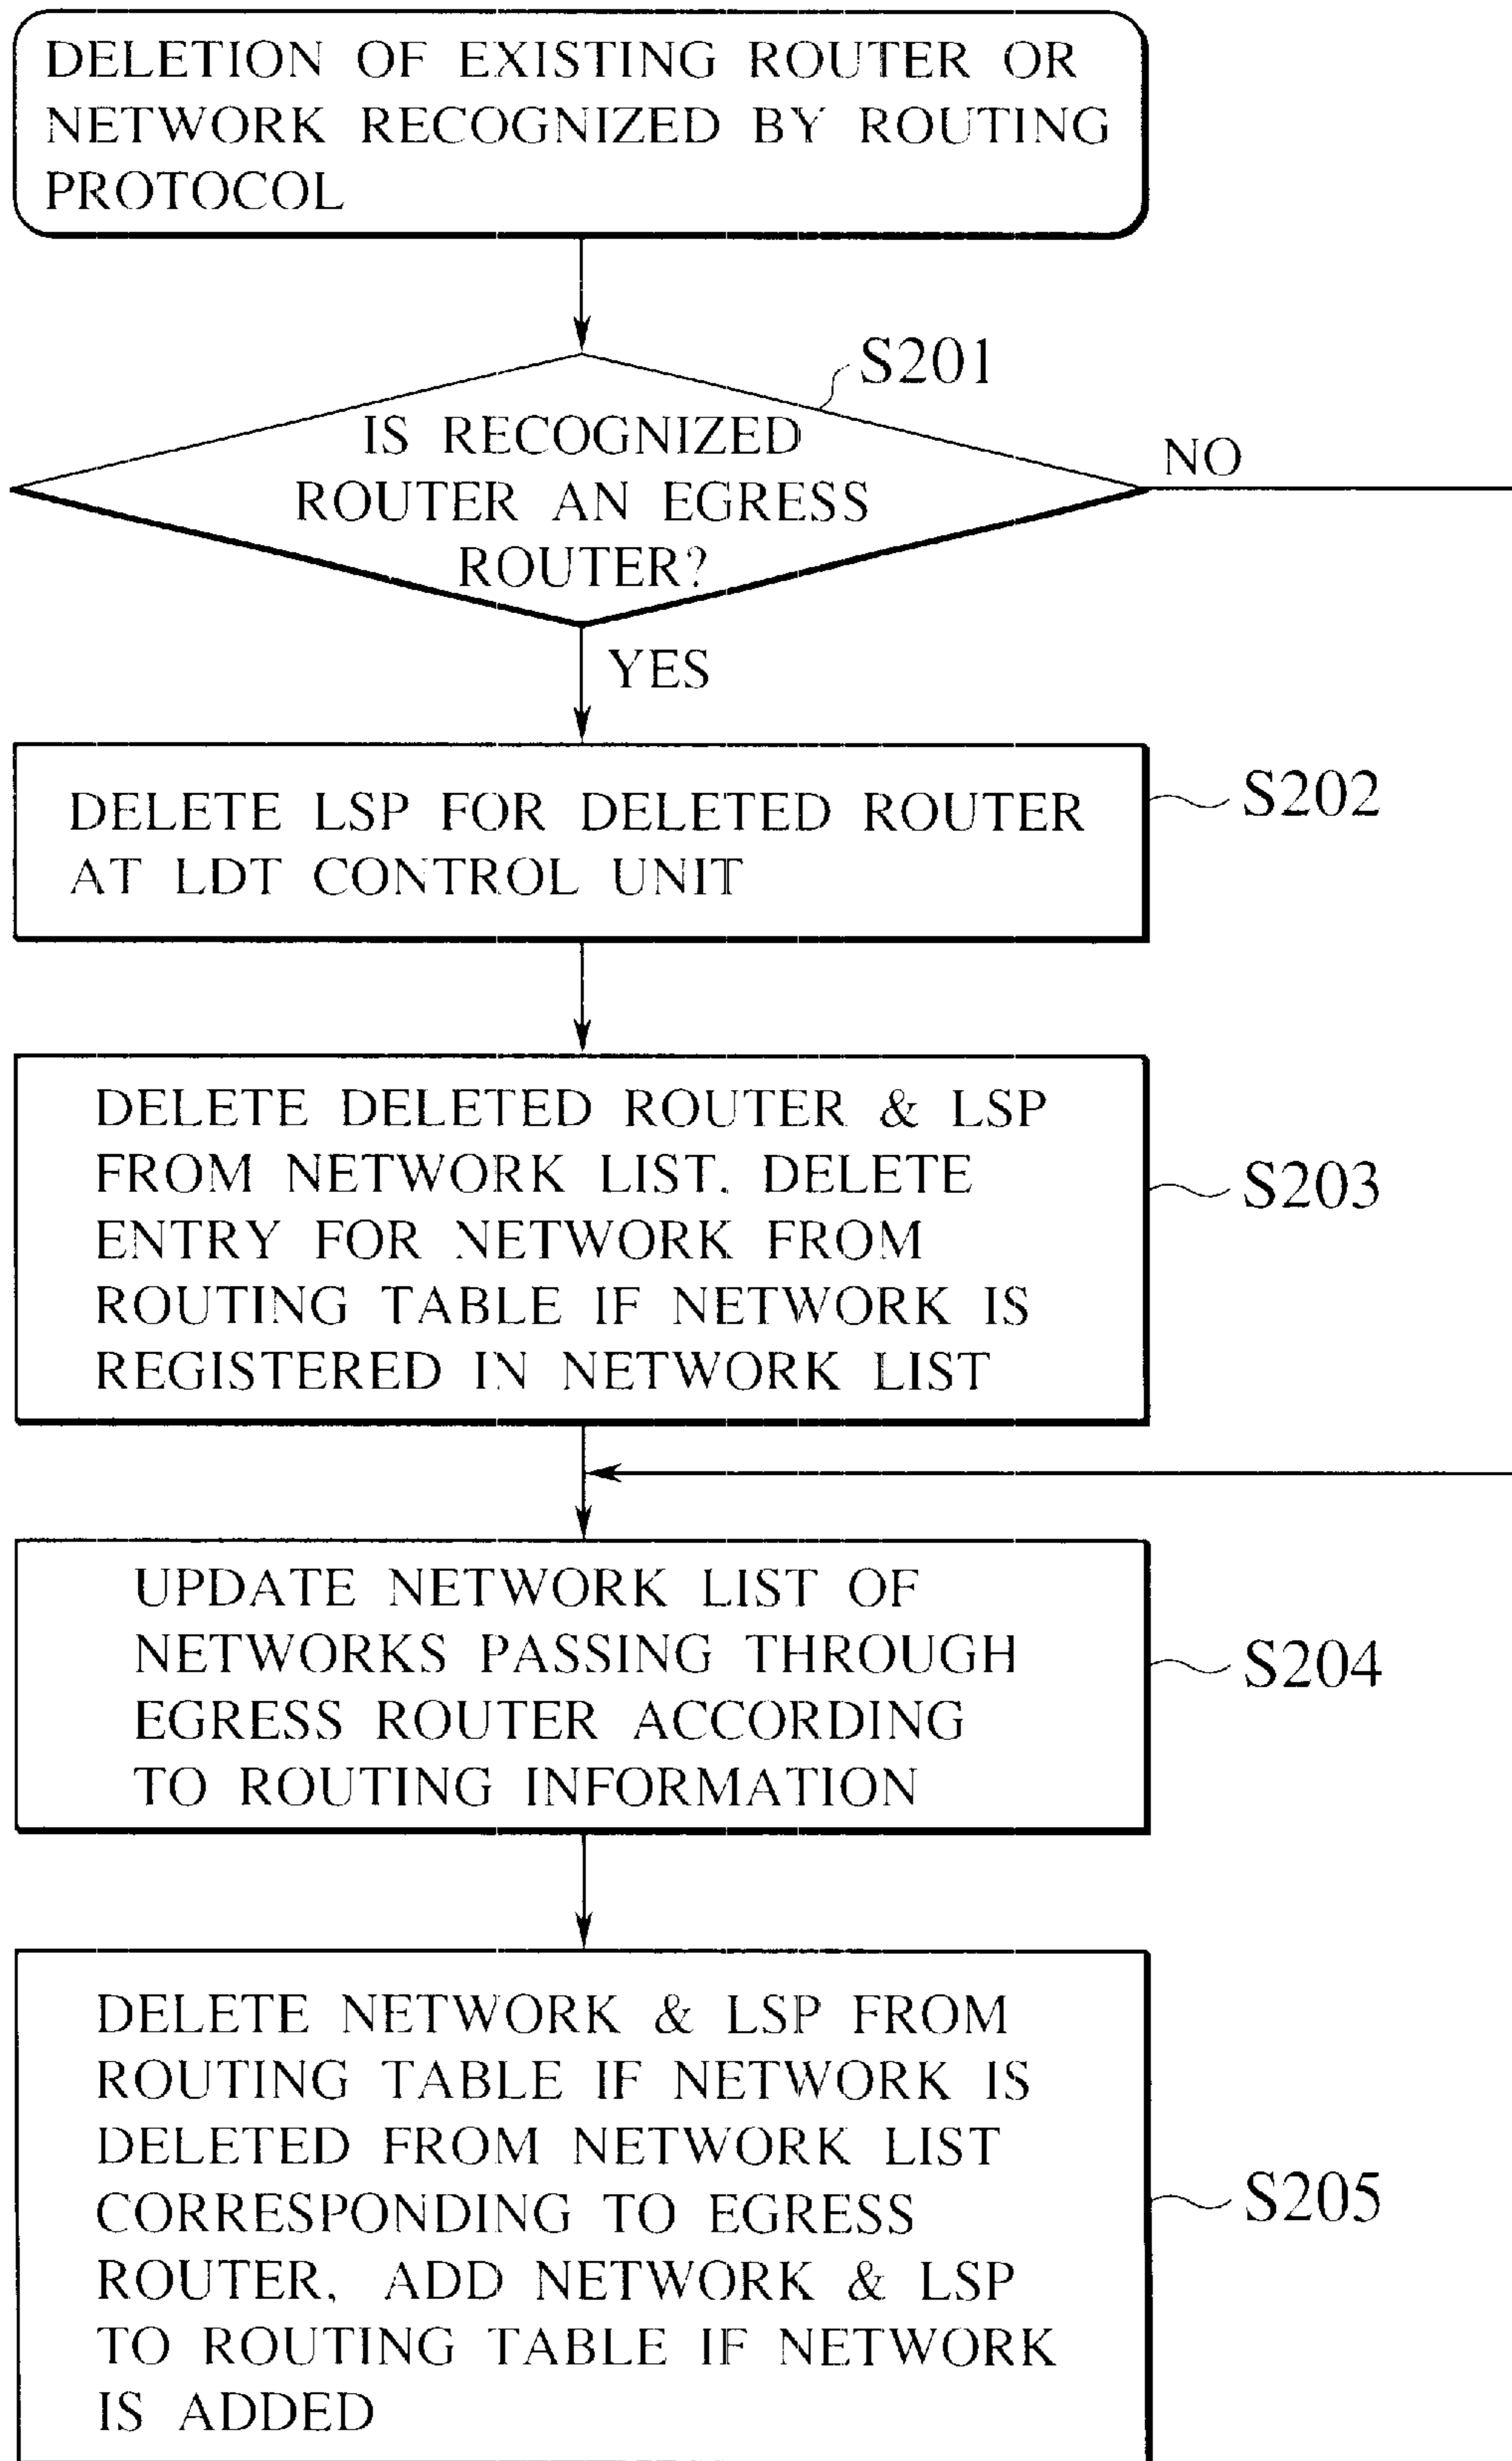 DELETION OF EXISTING ROUTER OR
NETWORK RECOGNIZED BY ROUTING
PROTOCOL
S201
IS RECOGNIZED
ROUTER AN EGRESS
ROUTER?
NO
YES
DELETE LSP FOR DELETED ROUTER
AT LDT CONTROL UNIT
S202
DELETE DELETED ROUTER & LSP
FROM NETWORK LIST. DELETE
ENTRY FOR NETWORK FROM
ROUTING TABLE IF NETWORK IS
REGISTERED IN NETWORK LIST
S203
UPDATE NETWORK LIST OF
NETWORKS PASSING THROUGH
EGRESS ROUTER ACCORDING
TO ROUTING INFORMATION
S204
DELETE NETWORK & LSP FROM
ROUTING TABLE IF NETWORK IS
DELETED FROM NETWORK LIST
CORRESPONDING TO EGRESS
ROUTER, ADD NETWORK & LSP
TO ROUTING TABLE IF NETWORK
IS ADDED
S205